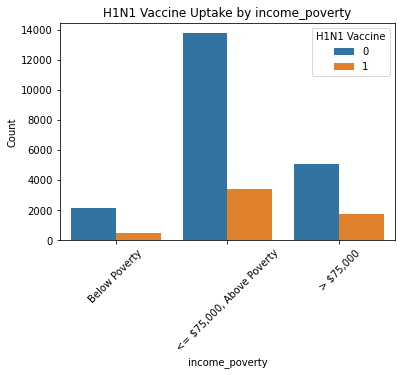 H1N1 Vaccine Uptake by income_poverty
H1N1 Vaccine
0
1
Count
14000
12000
10000
8000
6000
4000
2000
0
Below Poverty
<= $75,000, Above Poverty
> $75,000
income_poverty